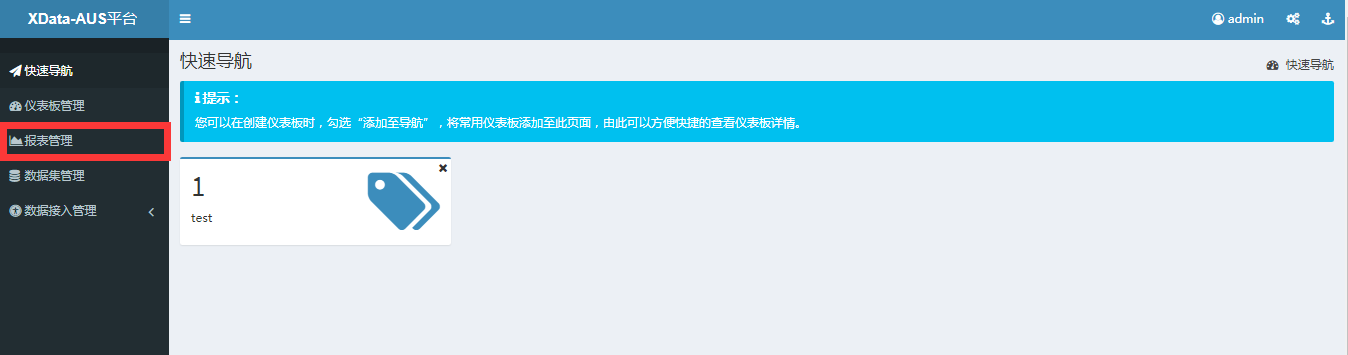 XData-AUS平台
admin
快速导航
仪表板管理
报表管理
数据集管理
数据接入管理
快速导航
快速导航
提示：
您可以在创建仪表板时，勾选“添加至导航”，将常用仪表板添加至此页面，由此可以方便快捷的查看仪表板详情。
1
test